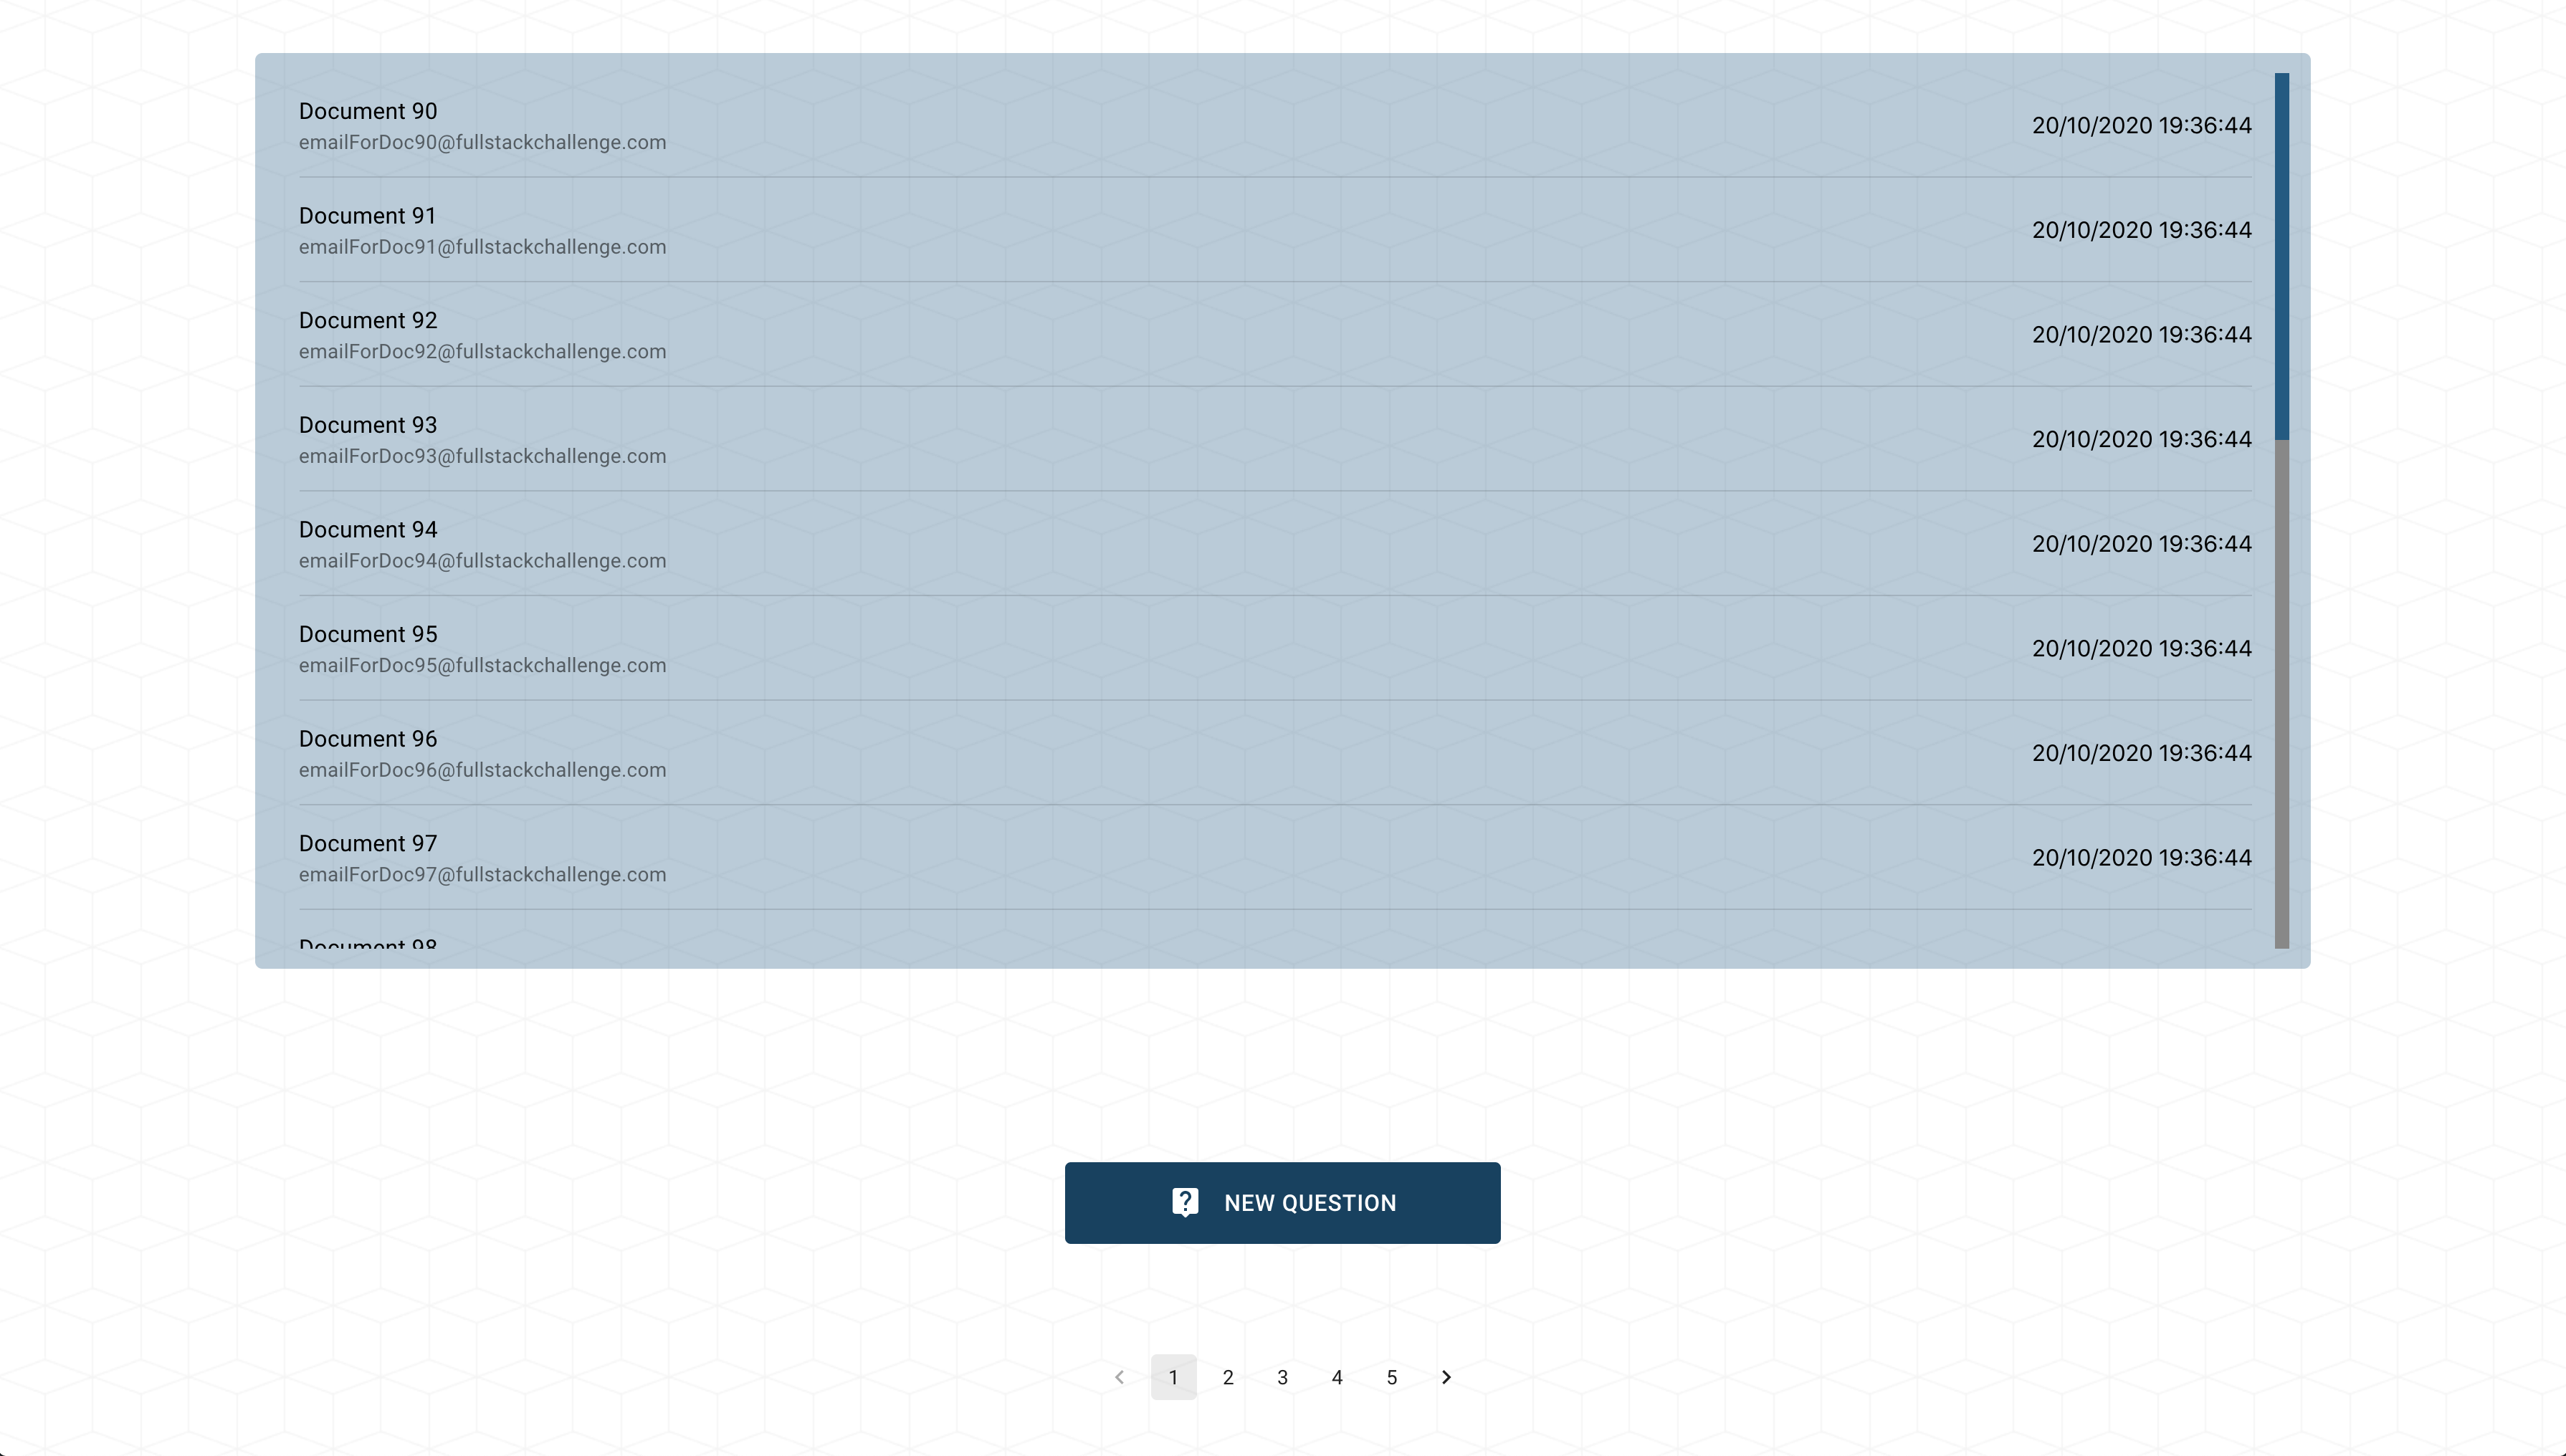 Document 90
emailForDoc90@fullstackchallenge.com
20/10/2020 19:36:44
Document 91
emailForDoc91@fullstackchallenge.com
20/10/2020 19:36:44
Document 92
emailForDoc92@fullstackchallenge.com
20/10/2020 19:36:44
Document 93
emailForDoc93@fullstackchallenge.com
20/10/2020 19:36:44
Document 94
emailForDoc94@fullstackchallenge.com
20/10/2020 19:36:44
Document 95
emailForDoc95@fullstackchallenge.com
20/10/2020 19:36:44
Document 96
emailForDoc96@fullstackchallenge.com
20/10/2020 19:36:44
Document 97
emailForDoc97@fullstackchallenge.com
20/10/2020 19:36:44
Document 98
NEW QUESTION
1 2 3 4 5